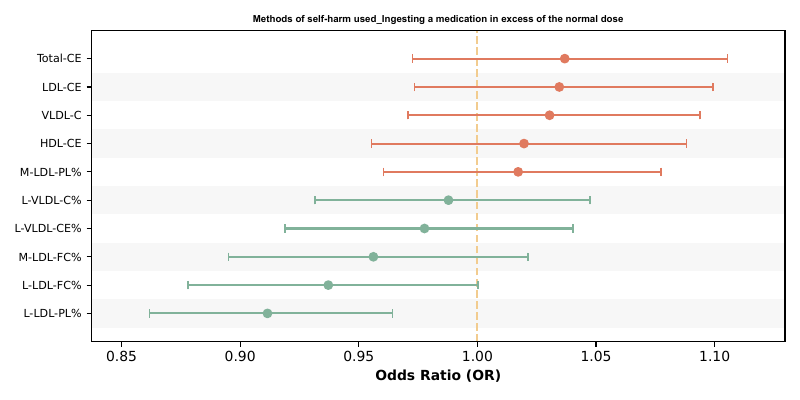 Methods of self-harm used_Ingesting a medication in excess of the normal dose
Total-CE
LDL-CE
VLDL-C
HDL-CE
M-LDL-PL%
L-VLDL-C%
L-VLDL-CE%
M-LDL-FC%
L-LDL-FC%
L-LDL-PL%
0.85 0.90 0.95 1.00 1.05 1.10
Odds Ratio (OR)